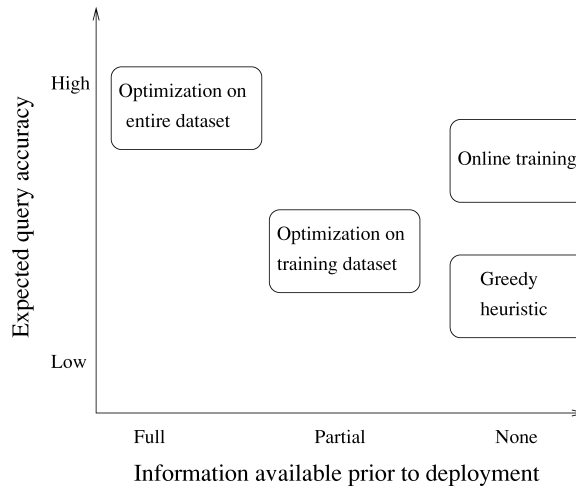 High
Optimization on
entire dataset
Online training
Optimization on
training dataset
Greedy
heuristic
Low
Expected query accuracy
Full
Partial
None
Information available prior to deployment